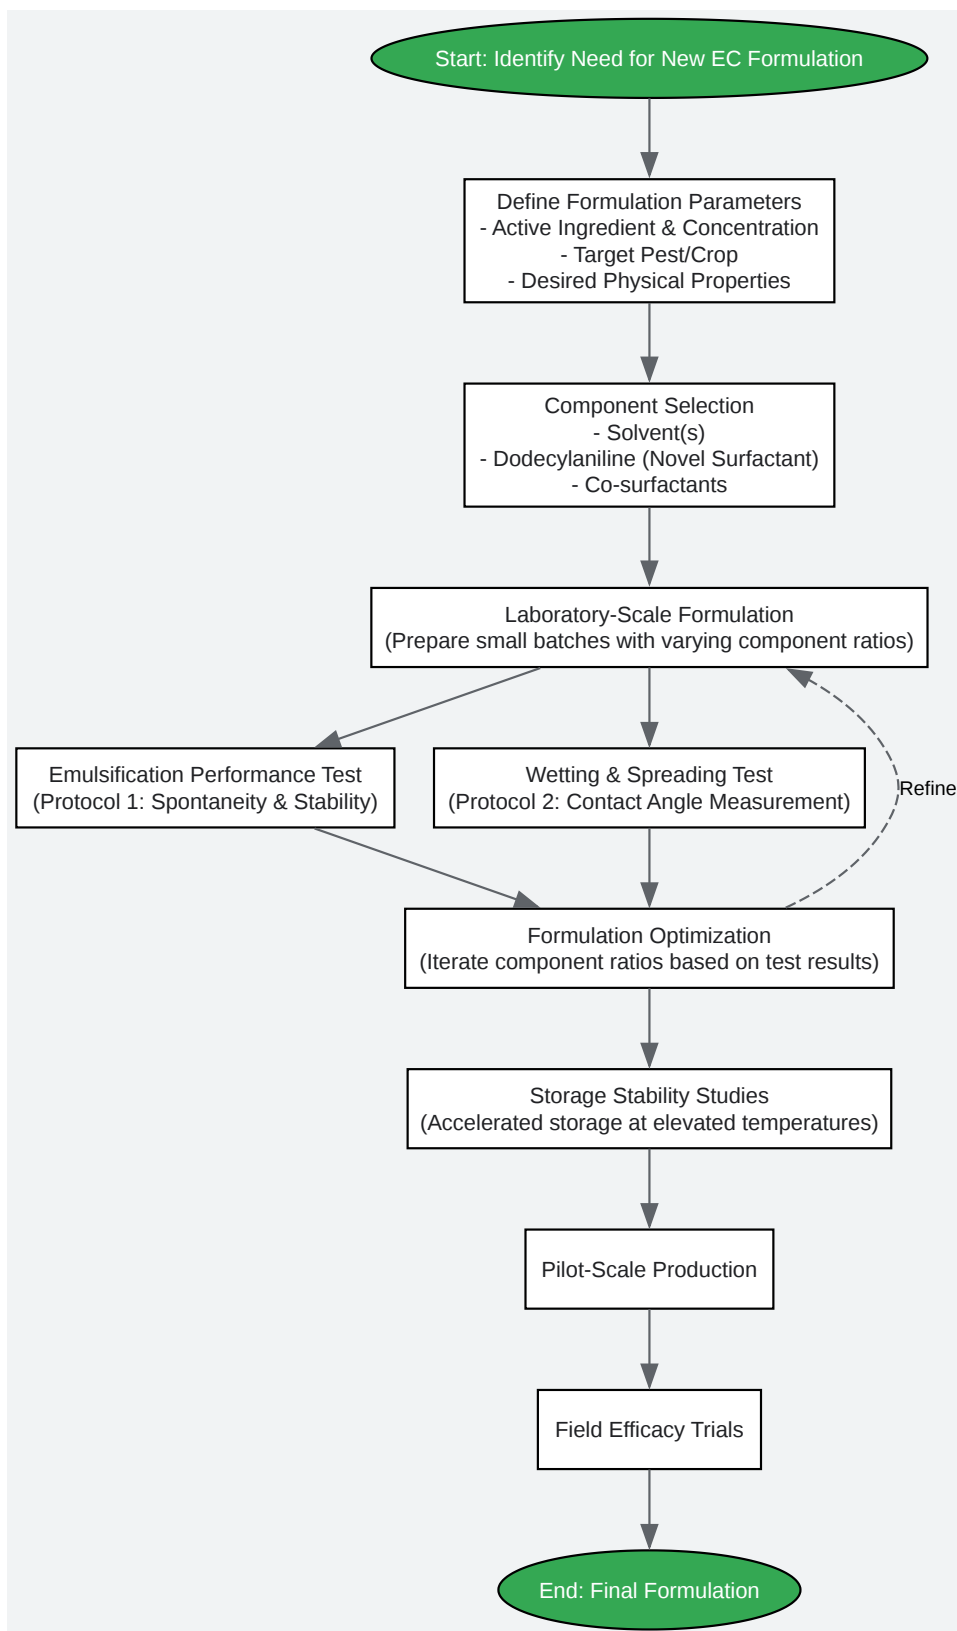 Start: Identify Need for New EC Formulation
Define Formulation Parameters
- Active Ingredient & Concentration
- Target Pest/Crop
- Desired Physical Properties
Component Selection
- Solvent(s)
- Dodecylaniline (Novel Surfactant)
- Co-surfactants
Laboratory-Scale Formulation
(Prepare small batches with varying component ratios)
Emulsification Performance Test
(Protocol 1: Spontaneity & Stability)
Wetting & Spreading Test
(Protocol 2: Contact Angle Measurement)
Refine
Formulation Optimization
(Iterate component ratios based on test results)
Storage Stability Studies
(Accelerated storage at elevated temperatures)
Pilot-Scale Production
Field Efficacy Trials
End: Final Formulation